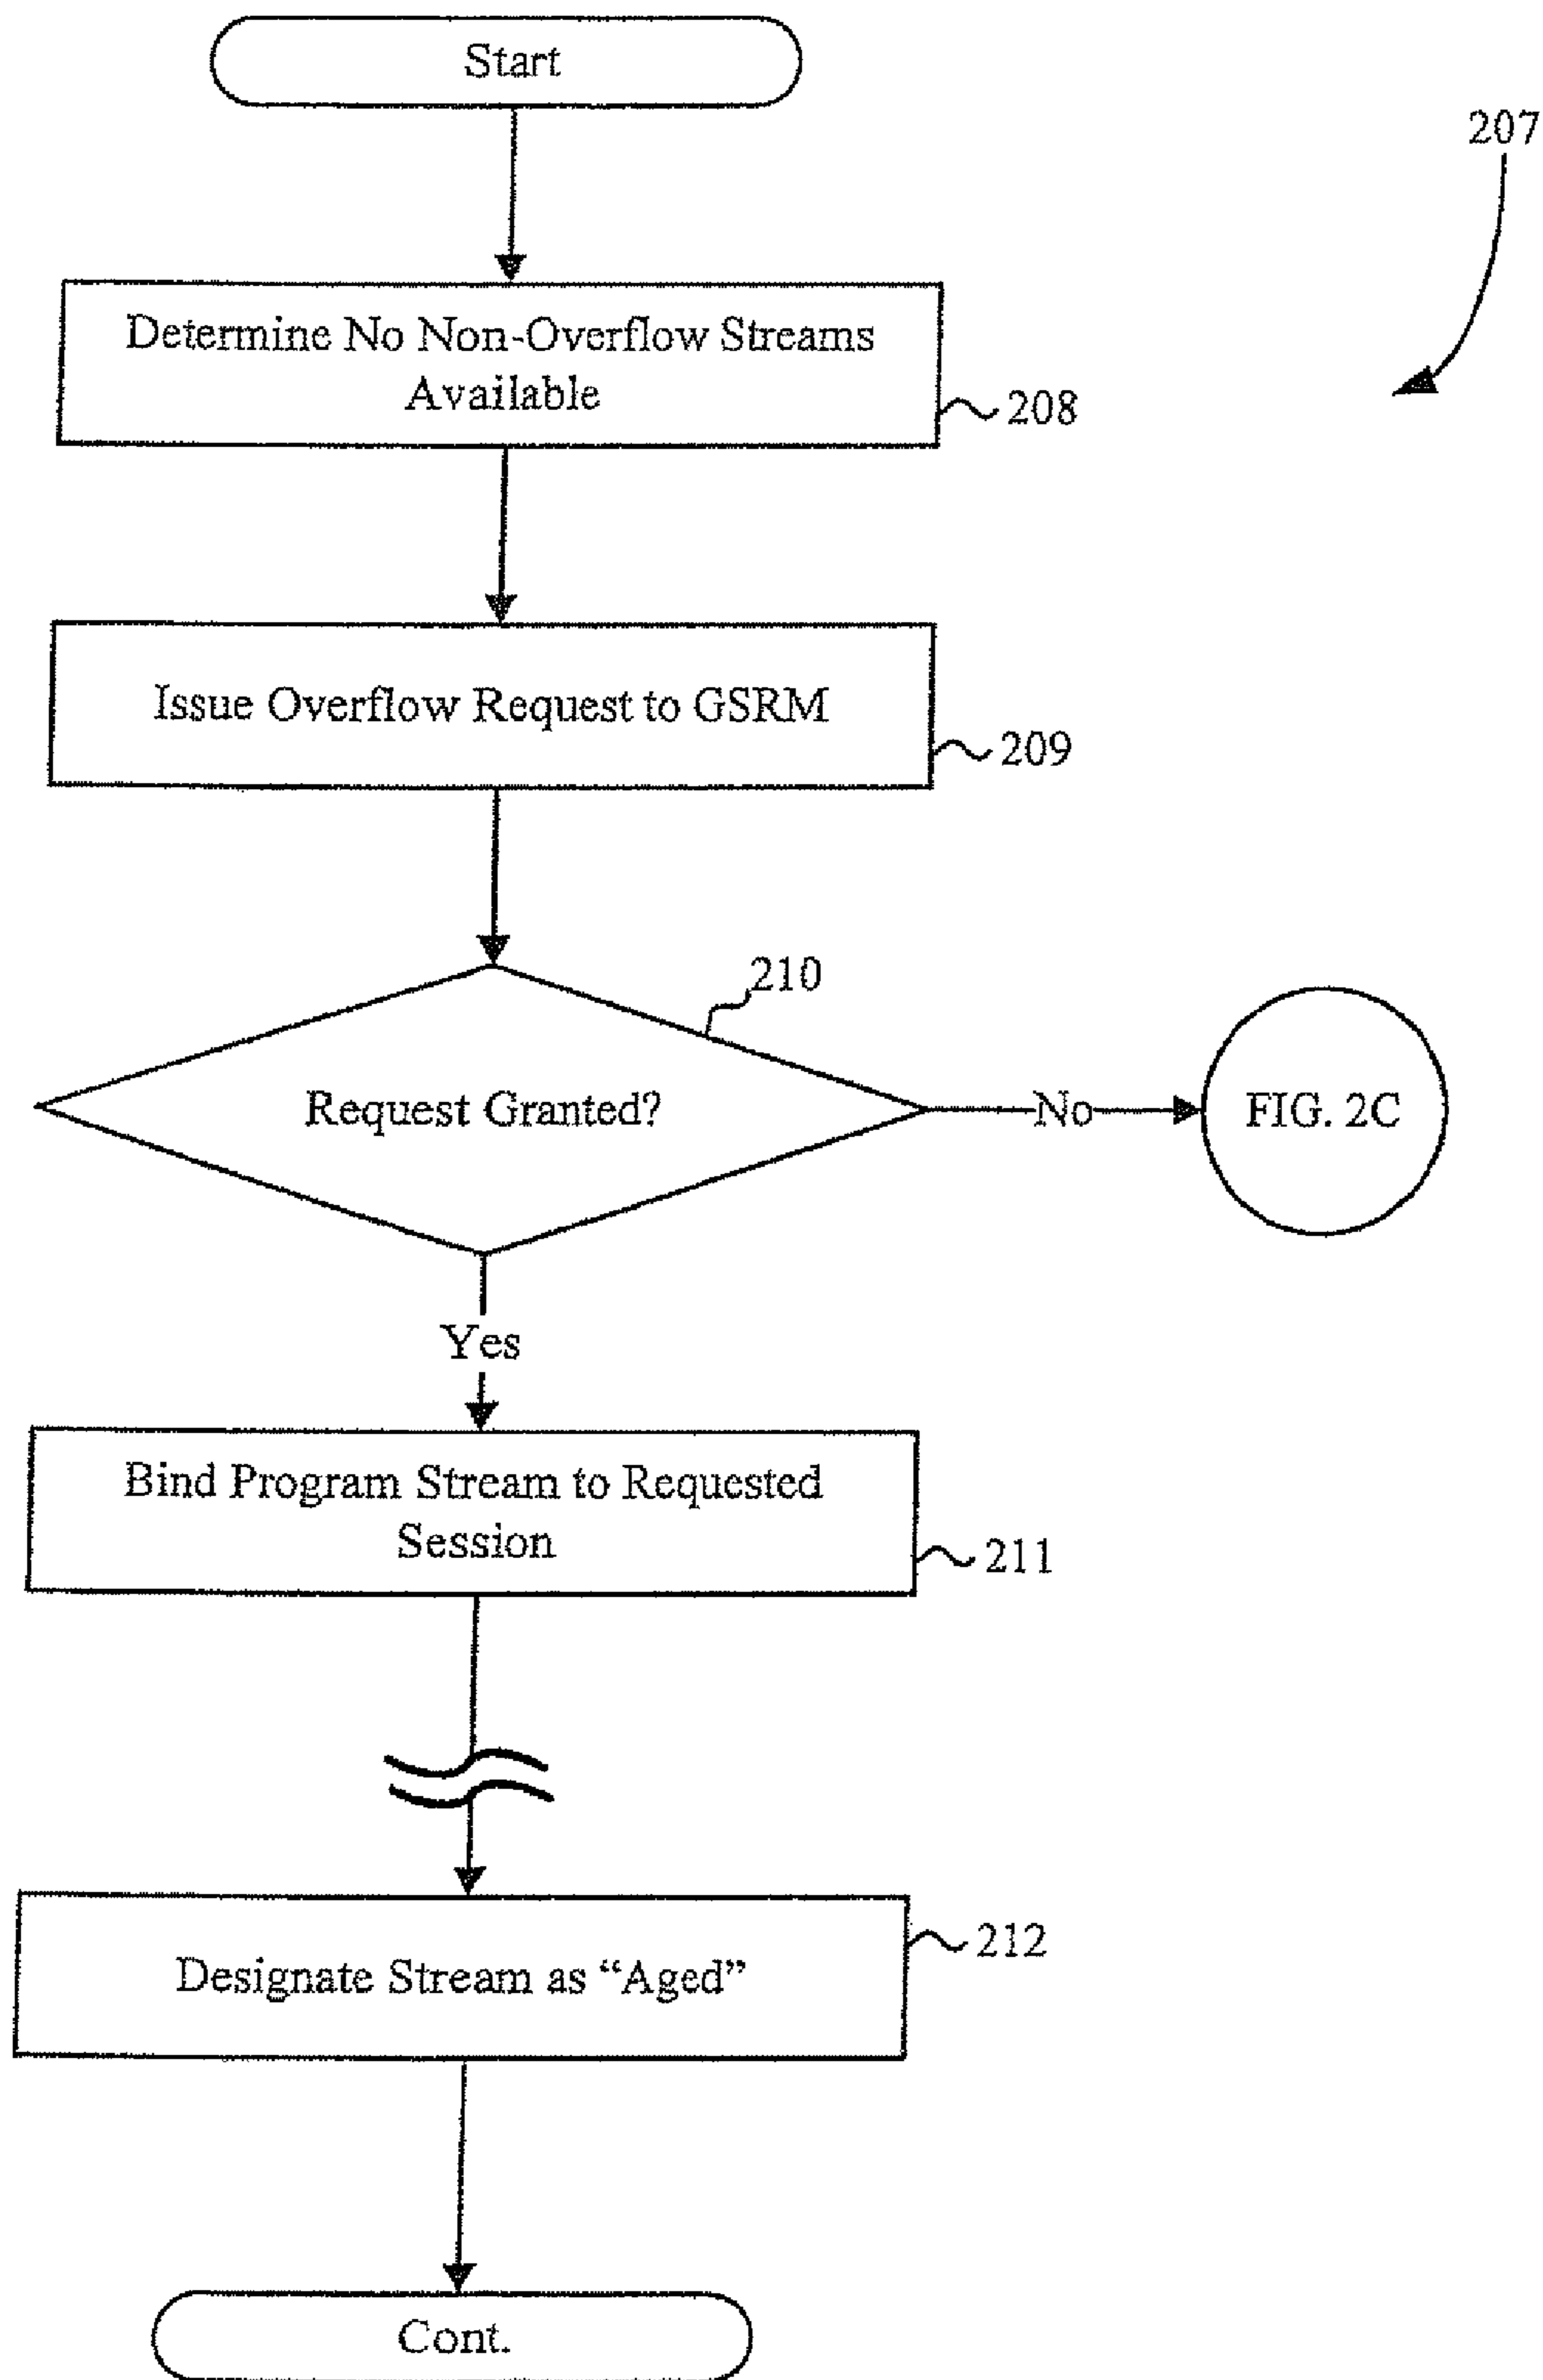 Start
207
Determine No Non-Overflow Streams
Available
208
Issue Overflow Request to GSRM
209
210
Request Granted?
No
FIG. 2C
Yes
Bind Program Stream to Requested
Session
211
212
Designate Stream as “Aged”
Cont.